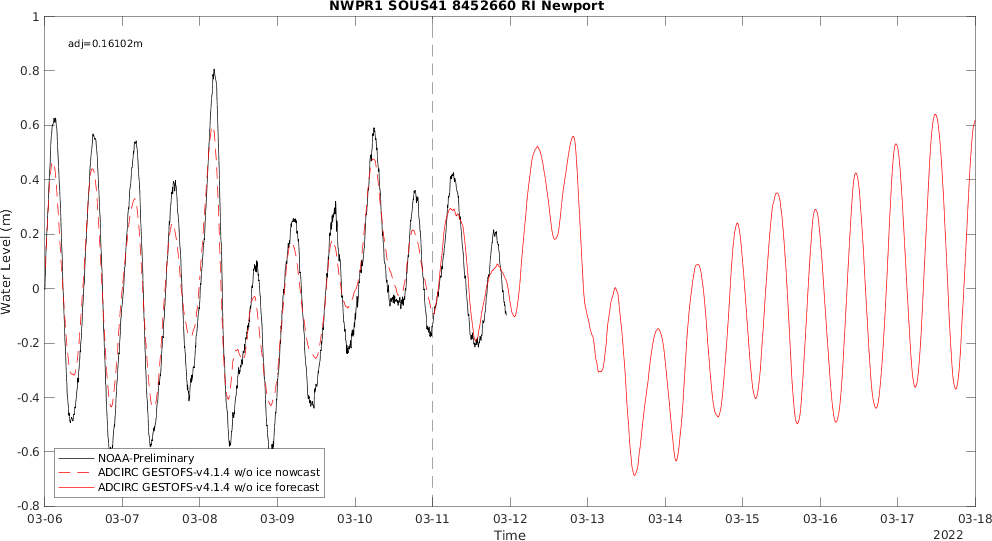 NWPR1 SOUS41 8452660 RI Newport
adj=0.16102m
1
0.8
0.6
0.4
0.2
0
-0.2
-0.4
-0.6
-0.8
Water Level (m)
NOAA-Preliminary
ADCIRC GESTOFS-v4.1.4 w/o ice nowcast
ADCIRC GESTOFS-v4.1.4 w/o ice forecast
03-06 03-07 03-08 03-09 03-10 03-11 03-12 03-13 03-14 03-15 03-16 03-17 03-18
Time
2022